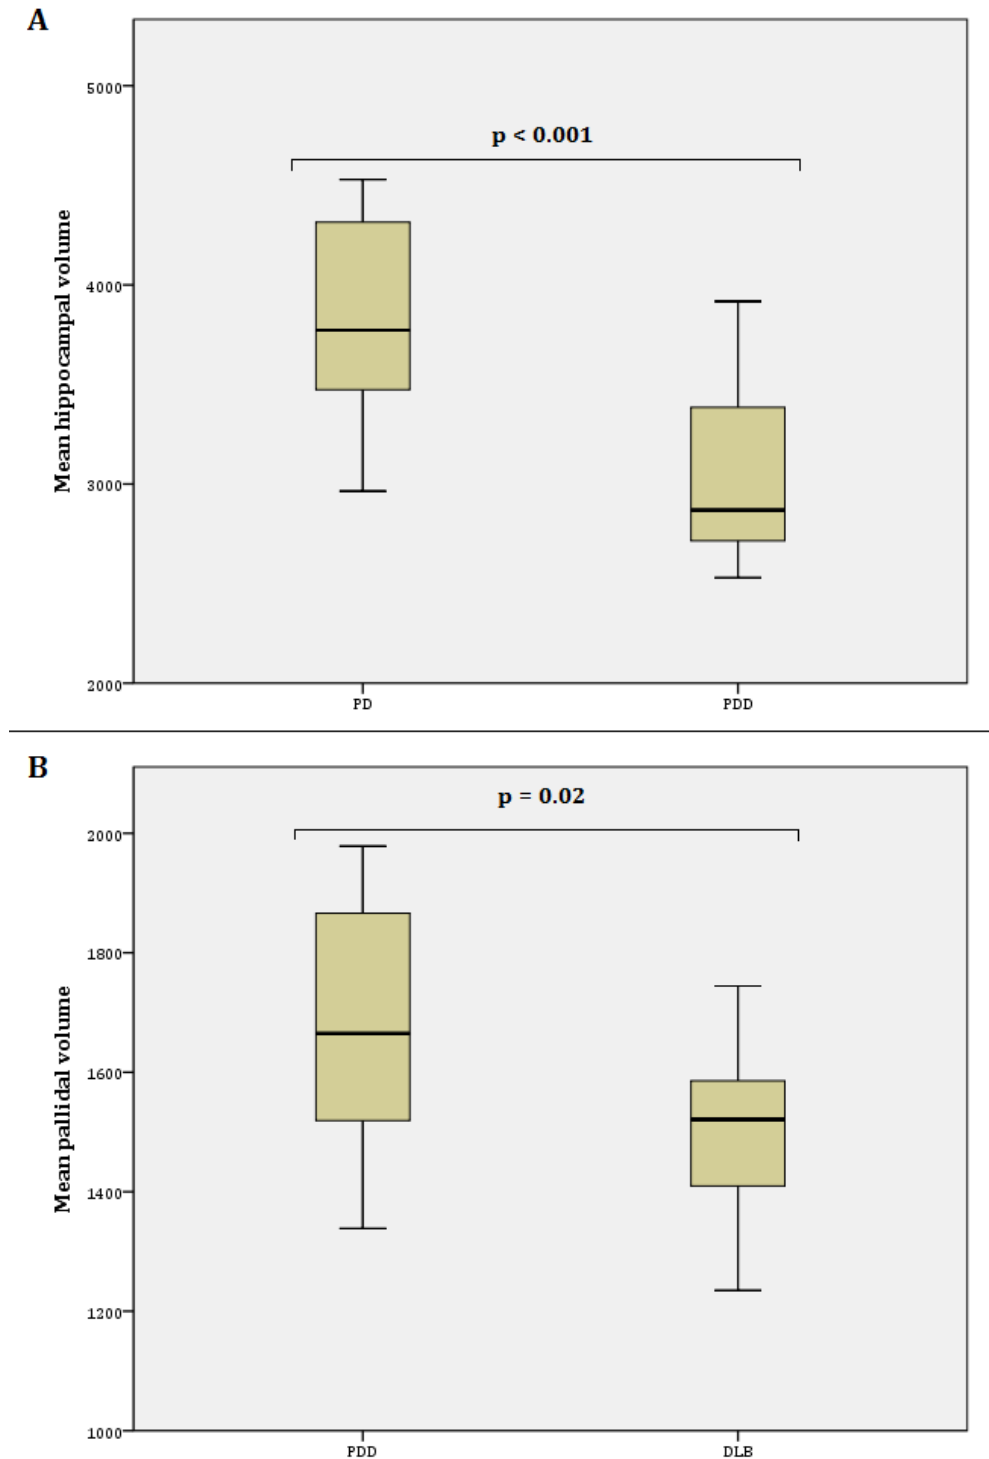 A
Mean hippocampal volume
5000
4000
3000
2000
p < 0.001
PD
PDD
B
Mean pallidal volume
2000
1800
1600
1400
1200
1000
p = 0.02
PDD
DLB